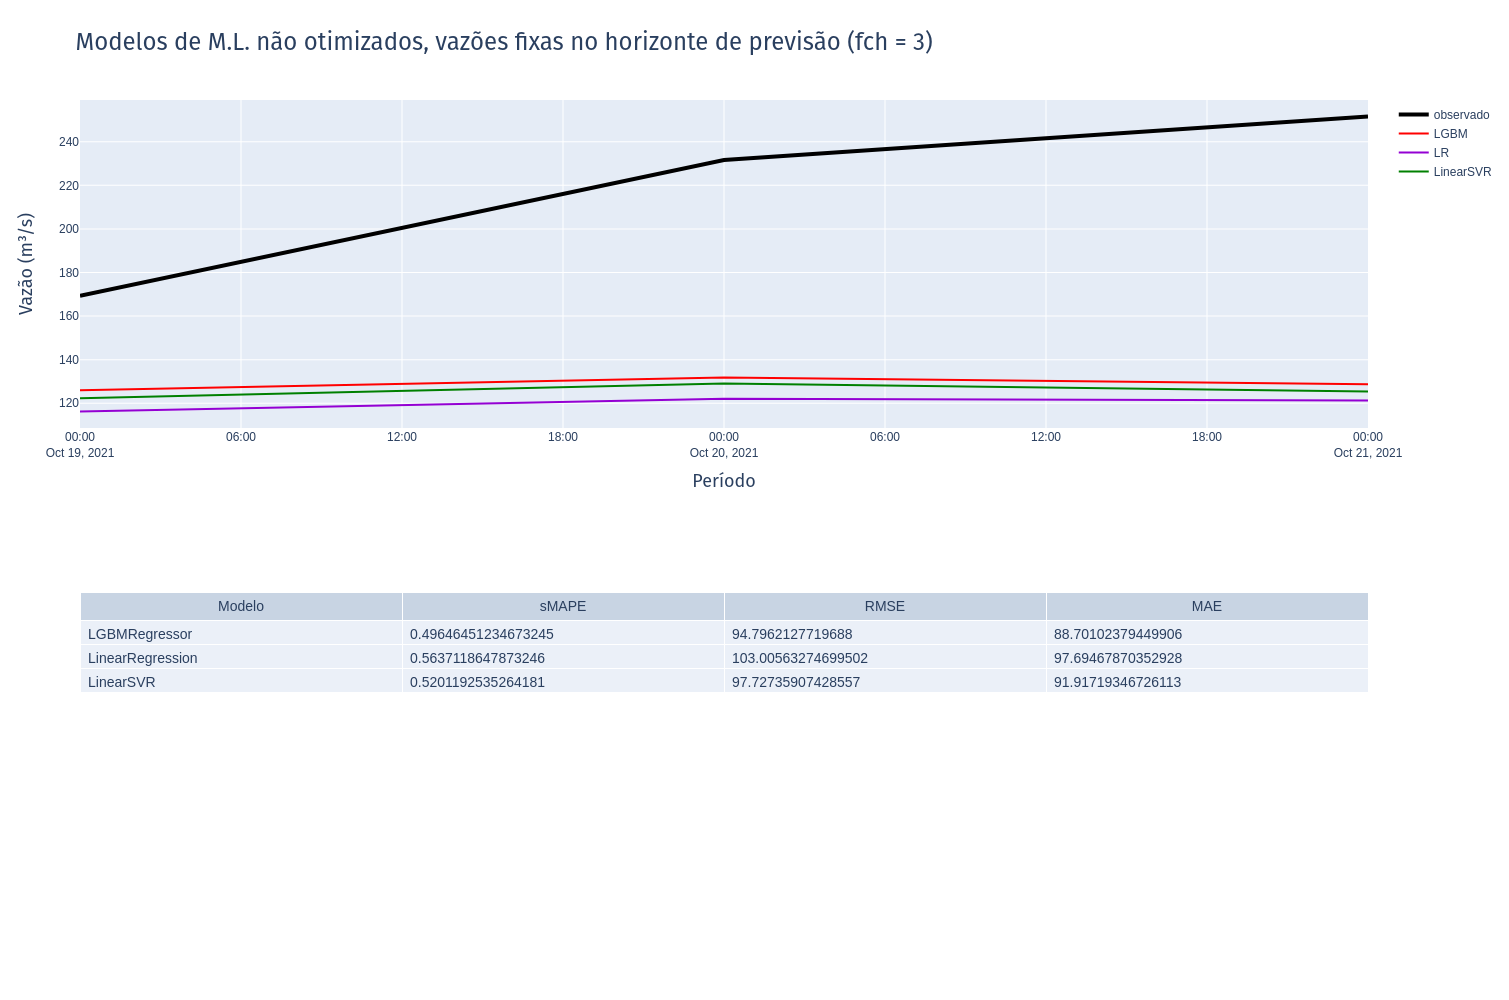 Modelos de M.L. não otimizados, vazões fixas no horizonte de previsão (fch = 3)
observado
LGBM
LR
LinearSVR
Vazão (m³/s)
240
220
200
180
160
140
120
00:00 06:00 12:00 18:00 00:00 06:00 12:00 18:00 00:00
Oct 19, 2021 Oct 20, 2021 Oct 21, 2021
Período
Modelo sMAPE RMSE MAE
LGBMRegressor 0.49646451234673245 94.7962127719688 88.70102379449906
LinearRegression 0.5637118647873246 103.00563274699502 97.69467870352928
LinearSVR 0.5201192535264181 97.72735907428557 91.91719346726113